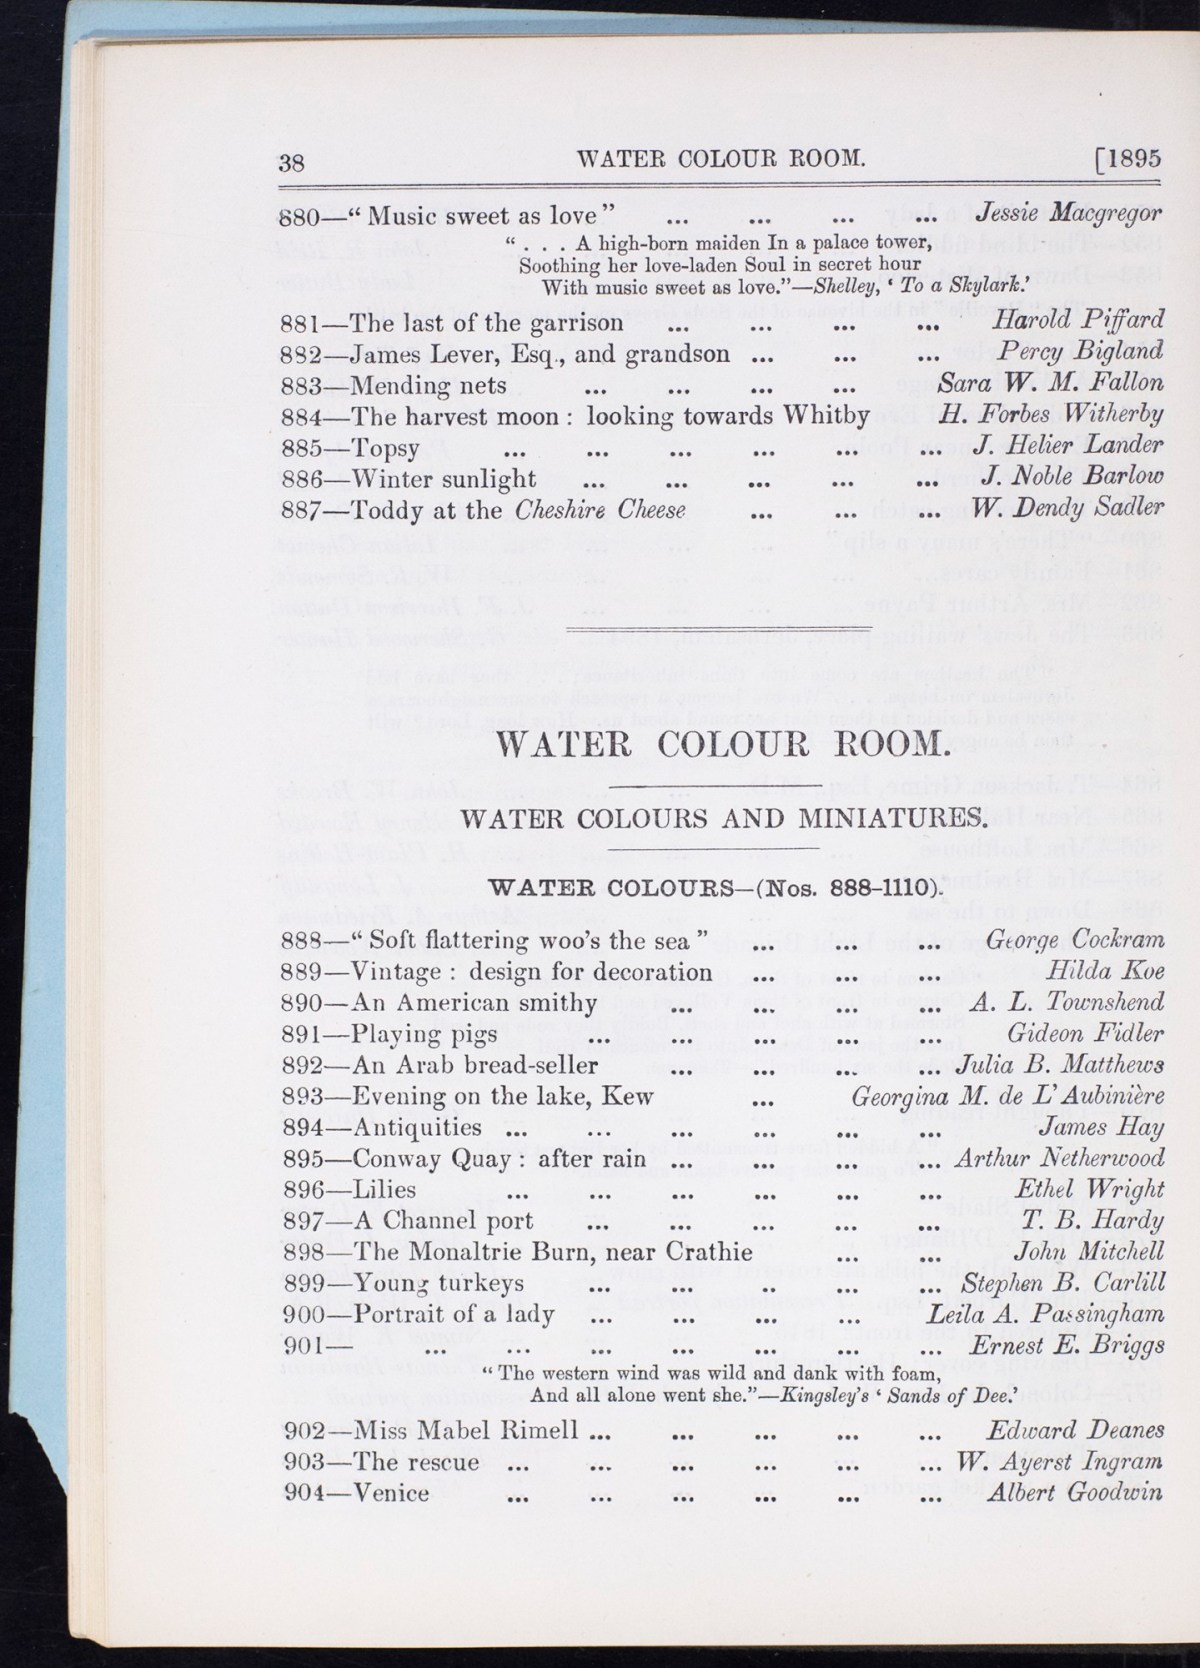 38 WATER COLOUR ROOM. [1895
880—“ Music sweet as love ” ... ... ... ... Jessie Macgregor
“ . . . A high-born maiden In a palace tower,
Soothing her love-laden Soul in secret hour
With music sweet as love.”—Shelley, ‘ To a Skylark.’
881—The last of the garrison ... ... ... ... Harold Piffard
882—James Lever, Esq., and grandson ... ... ... Percy Bigland
883—Mending nets ... ... ... ... Sara W. M. Fallon
884—The harvest moon : looking towards Whitby H. Forbes Witherby
885—Topsy ... ... ... ... ... ... J. Helier Lander
886—Winter sunlight ... ... ... ... ... J. Noble Barlow
887—Toddy at the Cheshire Cheese ... ... ... W. Dendy Sadler
WATER COLOUR ROOM.
WATER COLOURS AND MINIATURES.
WATER COLOURS—(Nos. 888-1110).
888—“ Soft flattering woo’s the sea ” ... ... ... George Cockram
889—Vintage : design for decoration ... ... ... Hilda Koe
890—An American smithy ... ... ... ... A. L. Townshend
891—Playing pigs ... ... ... ... ... Gideon Fidler
892—An Arab bread-seller ... ... ... ... Julia B. Matthews
893—Evening on the lake, Kew ... Georgina M. de L’Aubinière
894—Antiquities ... ... ... ... ... ... James Hay
895—Conway Quay : after rain ... ... ... ... Arthur Netherwood
896—Lilies ... ... ... ... ... ... Ethel Wright
897—A Channel port ... ... ... ... ... T. B. Hardy
898—The Monaltrie Burn, near Crathie ... ... John Mitchell
899—Young turkeys ... ... ... ... ... Stephen B. Carlill
900—Portrait of a lady ... ... ... ... Leila A. Passingham
901— ... ... ... ... ... ... ... Ernest E. Briggs
“ The western wind was wild and dank with foam,
And all alone went she.”—Kingsley’s ‘ Sands of Dee.’
902—Miss Mabel Rimell ... ... ... ... ... Edward Deanes
903—The rescue ... ... ... ... ... ... W. Ayerst Ingram
904—Venice ... ... ... ... ... ... Albert Goodwin